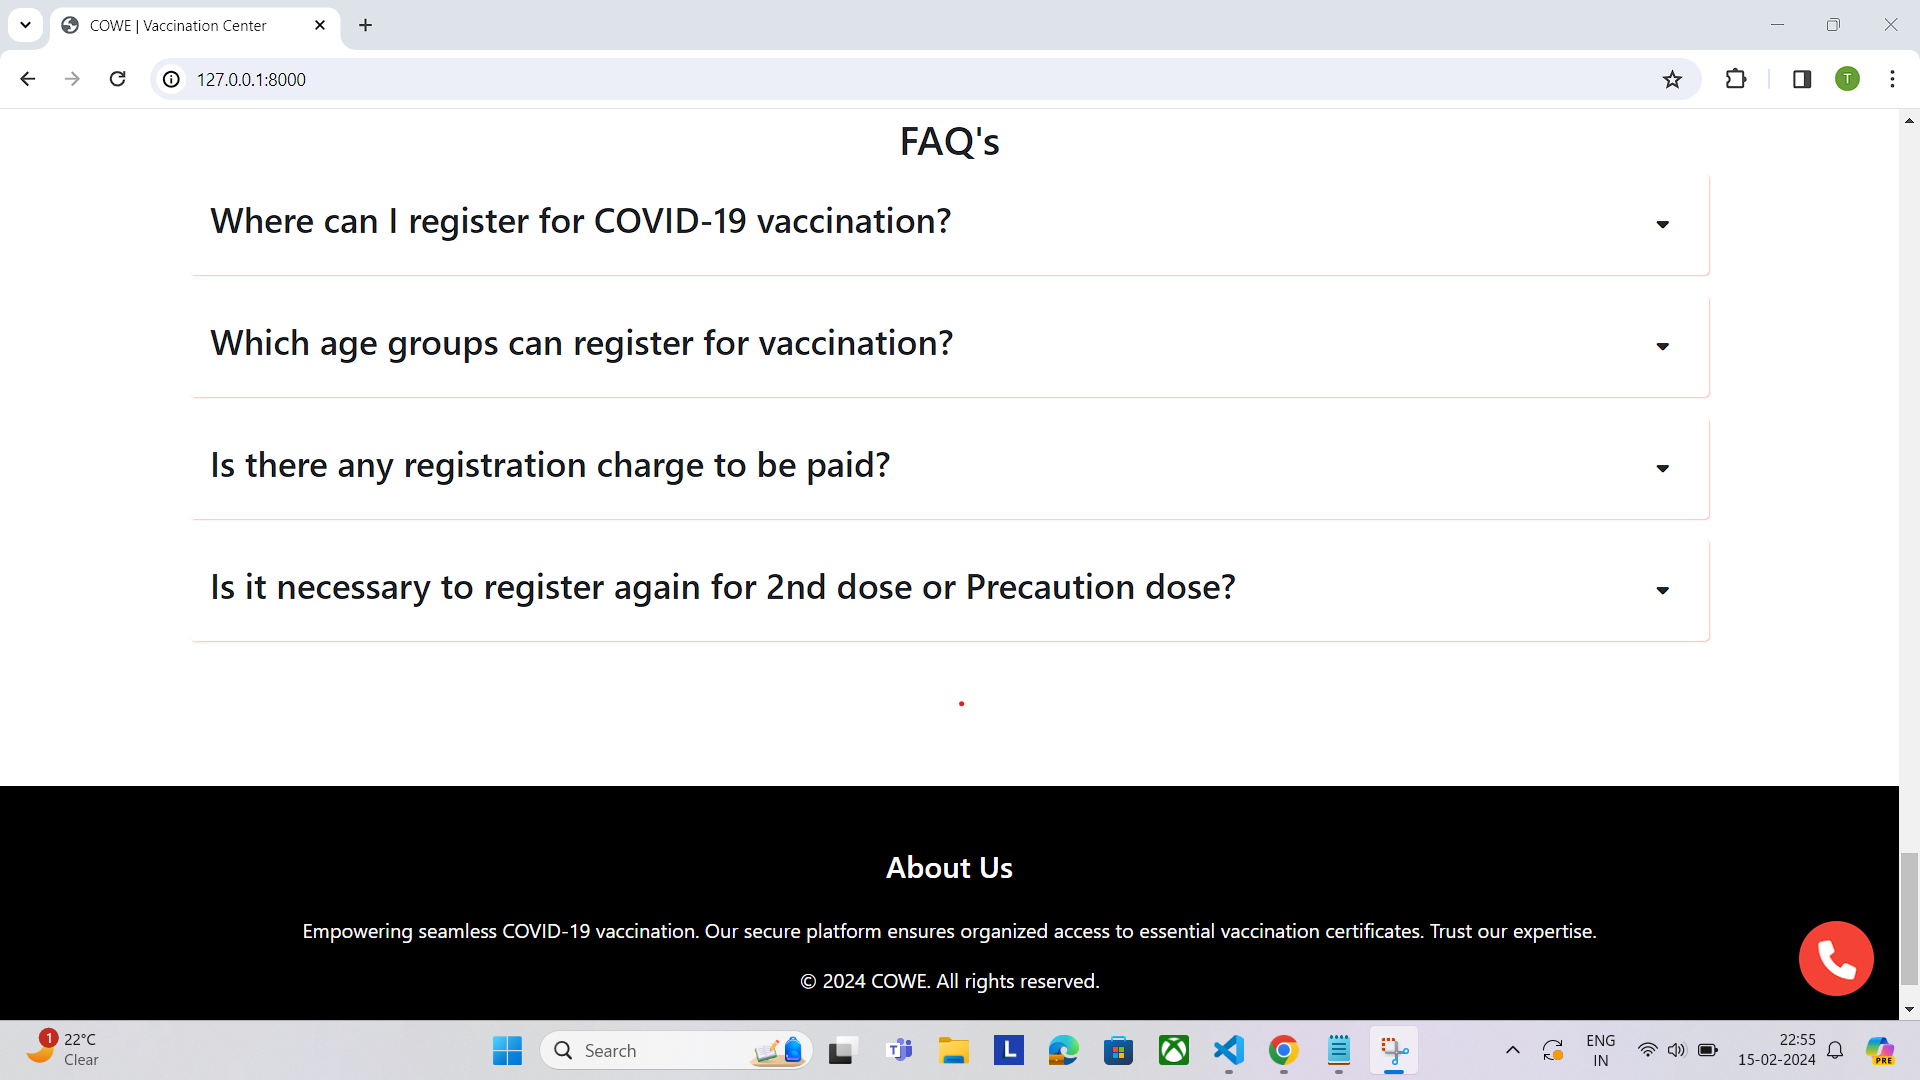 COWE | Vaccination Center
127.0.0.1:8000
T
FAQ's
Where can I register for COVID-19 vaccination?
Which age groups can register for vaccination?
Is there any registration charge to be paid?
Is it necessary to register again for 2nd dose or Precaution dose?
About Us
Empowering seamless COVID-19 vaccination. Our secure platform ensures organized access to essential vaccination certificates. Trust our expertise.
© 2024 COWE. All rights reserved.
1
22°C
Clear
Search
L
ENG
IN
22:55
15-02-2024
PRE